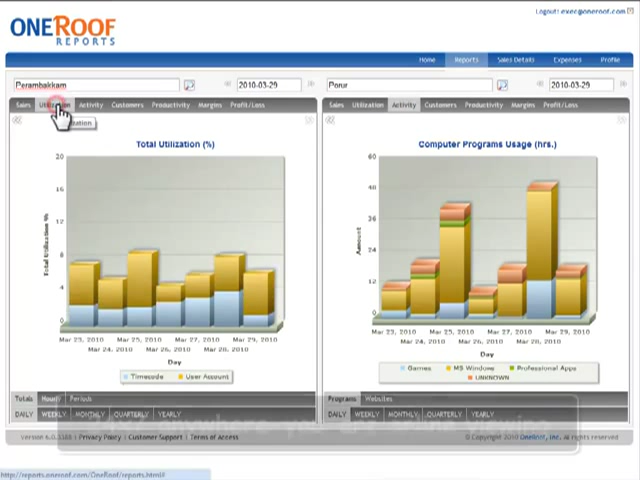 Logout: exec@oneroof.com
ONEROOF
REPORTS
Home Reports Sales Details Expenses Profile
Perambakkam 2010-03-29 Porur 2010-03-29
Sales Utilization Activity Customers Productivity Margins Profit/Loss
Sales Utilization Activity Customers Productivity Margins Profit/Loss
Total Utilization (%)
20
16
12
8
4
0
Total Utilization %
Mar 23, 2010 Mar 25, 2010 Mar 27, 2010 Mar 29, 2010
Mar 24, 2010 Mar 26, 2010 Mar 28, 2010
Day
Timecode User Account
Computer Programs Usage (hrs.)
60
48
36
24
12
0
Amount
Mar 23, 2010 Mar 25, 2010 Mar 27, 2010 Mar 29, 2010
Mar 24, 2010 Mar 26, 2010 Mar 28, 2010
Day
Games MS Windows Professional Apps
UNKNOWN
Totals Hourly Periods
DAILY WEEKLY MONTHLY QUARTERLY YEARLY
Programs Websites
DAILY WEEKLY MONTHLY QUARTERLY YEARLY
Privacy Policy | Customer Support | Terms of Access
© Copyright 2010 OneRoof, Inc. All rights reserved
http://reports.oneroof.com/OneRoof/reports.html#